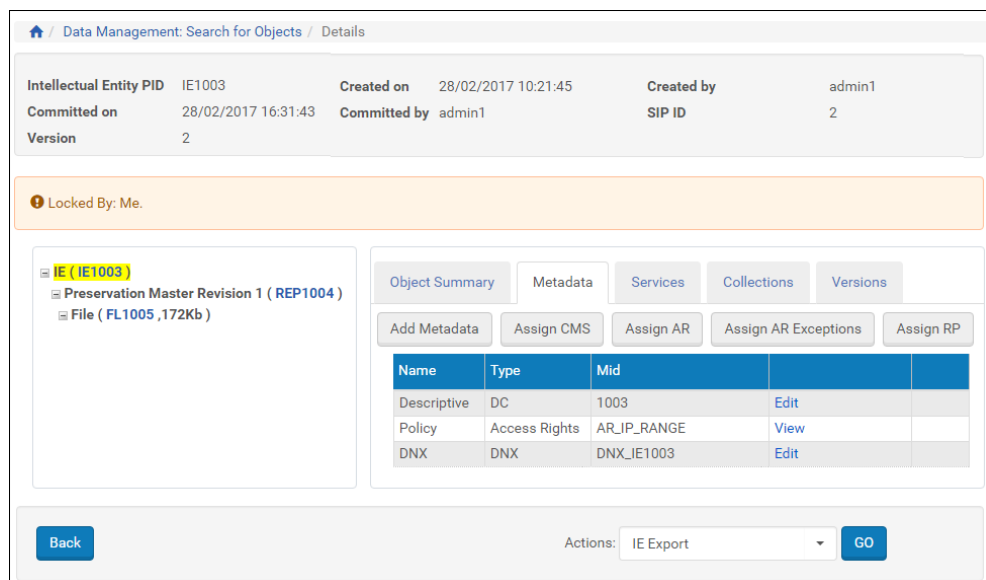 / Data Management: Search for Objects / Details
Intellectual Entity PID IE1003 Created on 28/02/2017 10:21:45 Created by admin1
Committed on 28/02/2017 16:31:43 Committed by admin1 SIP ID 2
Version 2
Locked By: Me.
IE ( IE1003 )
Preservation Master Revision 1 ( REP1004 )
File ( FL1005 ,172Kb )
Object Summary Metadata Services Collections Versions
Add Metadata Assign CMS Assign AR Assign AR Exceptions Assign RP
Name Type Mid
Descriptive DC 1003 Edit
Policy Access Rights AR_IP_RANGE View
DNX DNX DNX_IE1003 Edit
Back Actions: IE Export GO